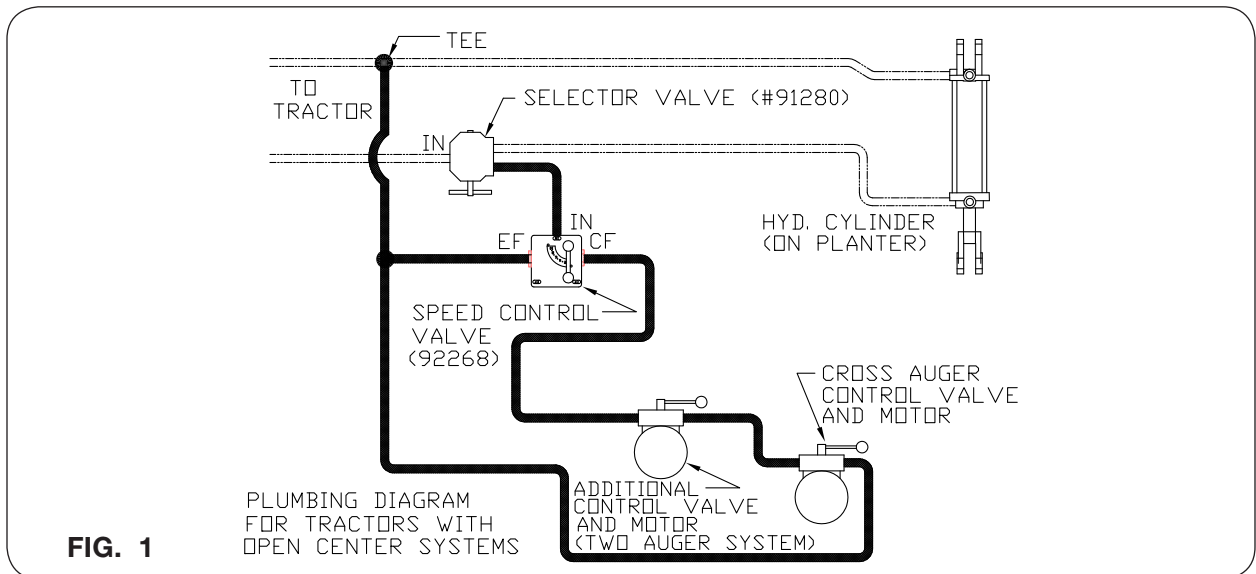 TEE
TO
TRACTOR
SELECTOR VALVE (#91280)
IN
IN
EF
CF
HYD. CYLINDER
(ON PLANTER)
SPEED CONTROL
VALVE
(92268)
CROSS AUGER
CONTROL VALVE
AND MOTOR
ADDITIONAL
CONTROL VALVE
AND MOTOR
(TWO AUGER SYSTEM)
PLUMBING DIAGRAM
FOR TRACTORS WITH
OPEN CENTER SYSTEMS
FIG. 1